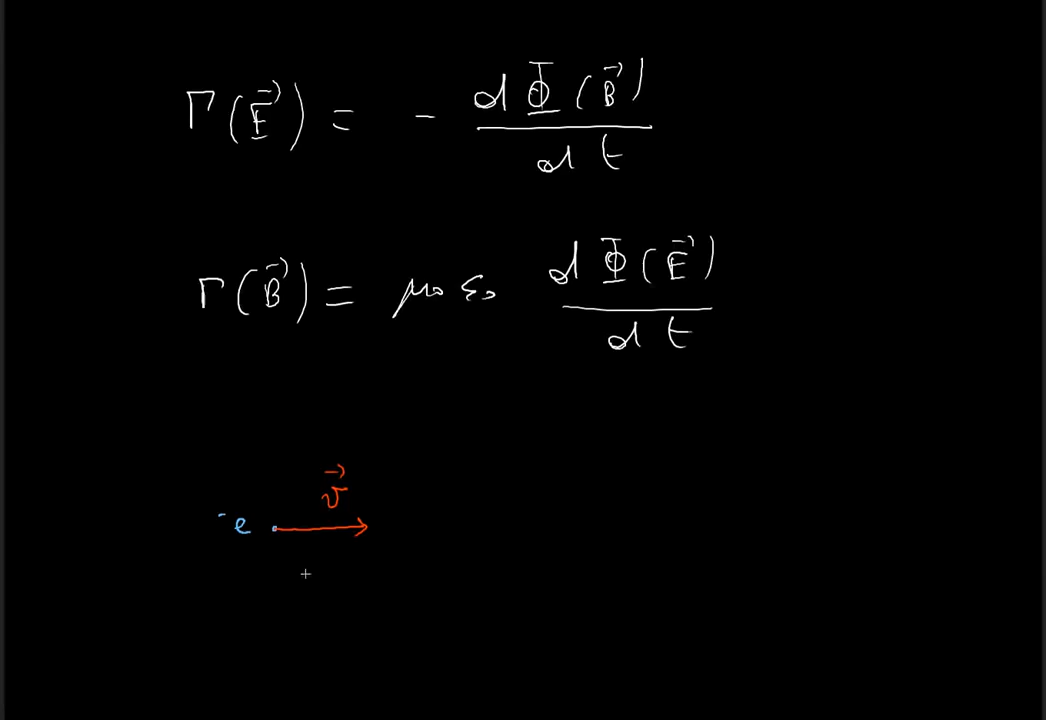 Γ(E⃗) = - dΦ(B⃗)/dt
Γ(B⃗) = μ₀ ε₀ dΦ(E⃗)/dt
v⃗
-e